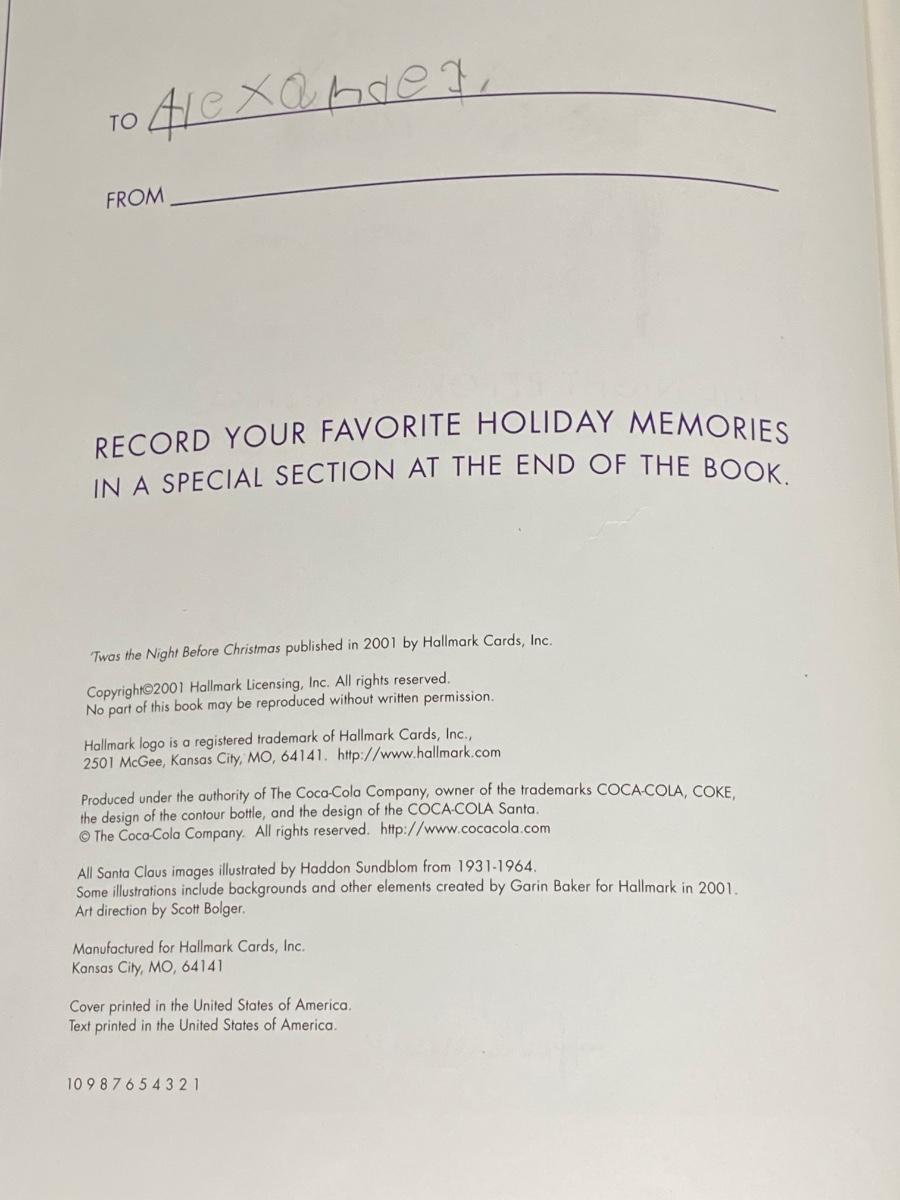 TO Alexander.
FROM
RECORD YOUR FAVORITE HOLIDAY MEMORIES
IN A SPECIAL SECTION AT THE END OF THE BOOK.
'Twas the Night Before Christmas published in 2001 by Hallmark Cards, Inc.
Copyright©2001 Hallmark Licensing, Inc. All rights reserved.
No part of this book may be reproduced without written permission.
Hallmark logo is a registered trademark of Hallmark Cards, Inc.,
2501 McGee, Kansas City, MO, 64141. http://www.hallmark.com
Produced under the authority of The Coca-Cola Company, owner of the trademarks COCA-COLA, COKE,
the design of the contour bottle, and the design of the COCA-COLA Santa.
© The Coca-Cola Company. All rights reserved. http://www.cocacola.com
All Santa Claus images illustrated by Haddon Sundblom from 1931-1964.
Some illustrations include backgrounds and other elements created by Garin Baker for Hallmark in 2001.
Art direction by Scott Bolger.
Manufactured for Hallmark Cards, Inc.
Kansas City, MO, 64141
Cover printed in the United States of America.
Text printed in the United States of America.
10 9 8 7 6 5 4 3 2 1